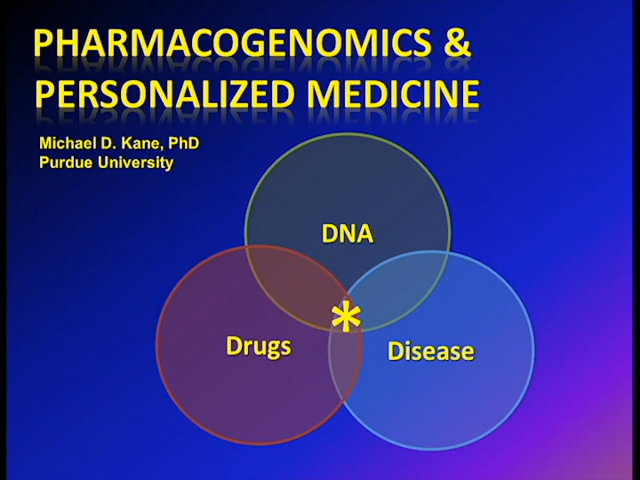 PHARMACOGENOMICS &
PERSONALIZED MEDICINE
Michael D. Kane, PhD
Purdue University
DNA
*
Drugs
Disease